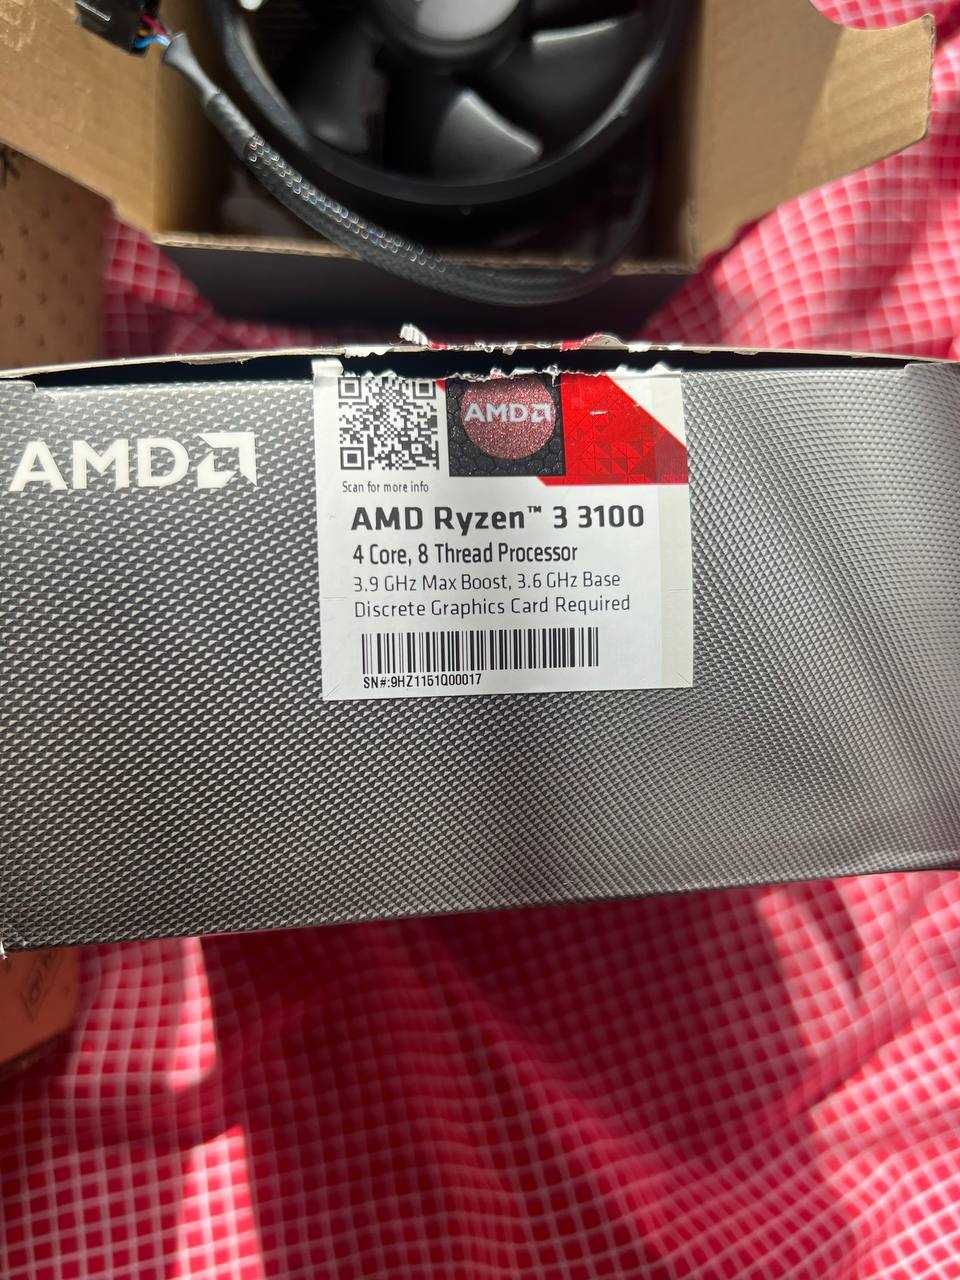 AMD
AMD
Scan for more info
AMD Ryzen™ 3 3100
4 Core, 8 Thread Processor
3.9 GHz Max Boost, 3.6 GHz Base
Discrete Graphics Card Required
SN#:9HZ1151Q00017